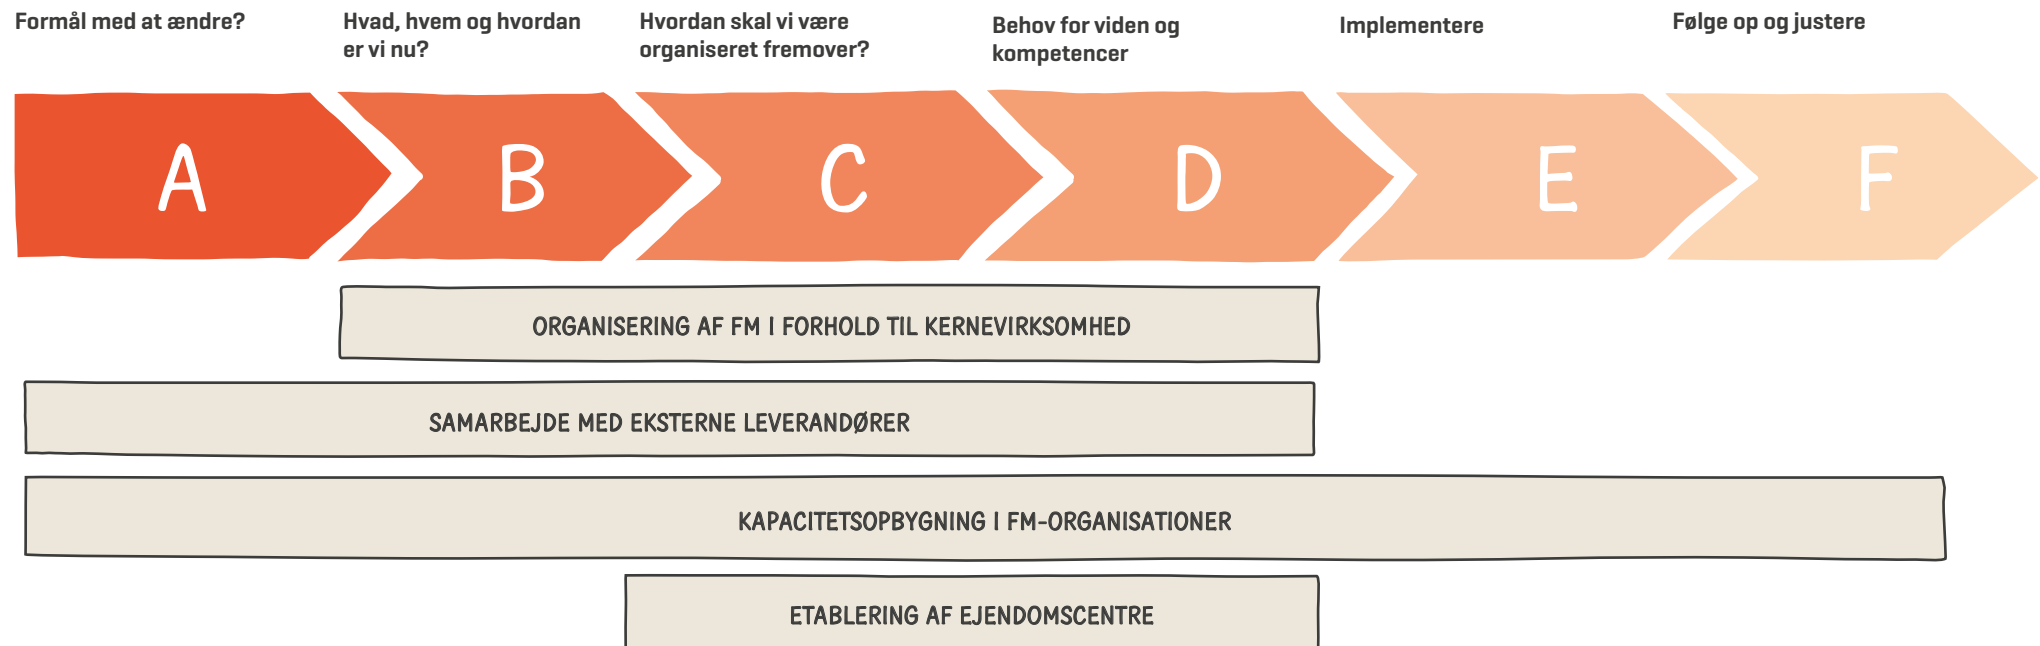 Formål med at ændre?
Hvad, hvem og hvordan
er vi nu?
Hvordan skal vi være
organiseret fremover?
Behov for viden og
kompetencer
Implementere
Følge op og justere
A
B
C
D
E
F
ORGANISERING AF FM I FORHOLD TIL KERNEVIRKSOMHED
SAMARBEJDE MED EKSTERNE LEVERANDØRER
KAPACITETSOPBYGNING I FM-ORGANISATIONER
ETABLERING AF EJENDOMSCENTRE